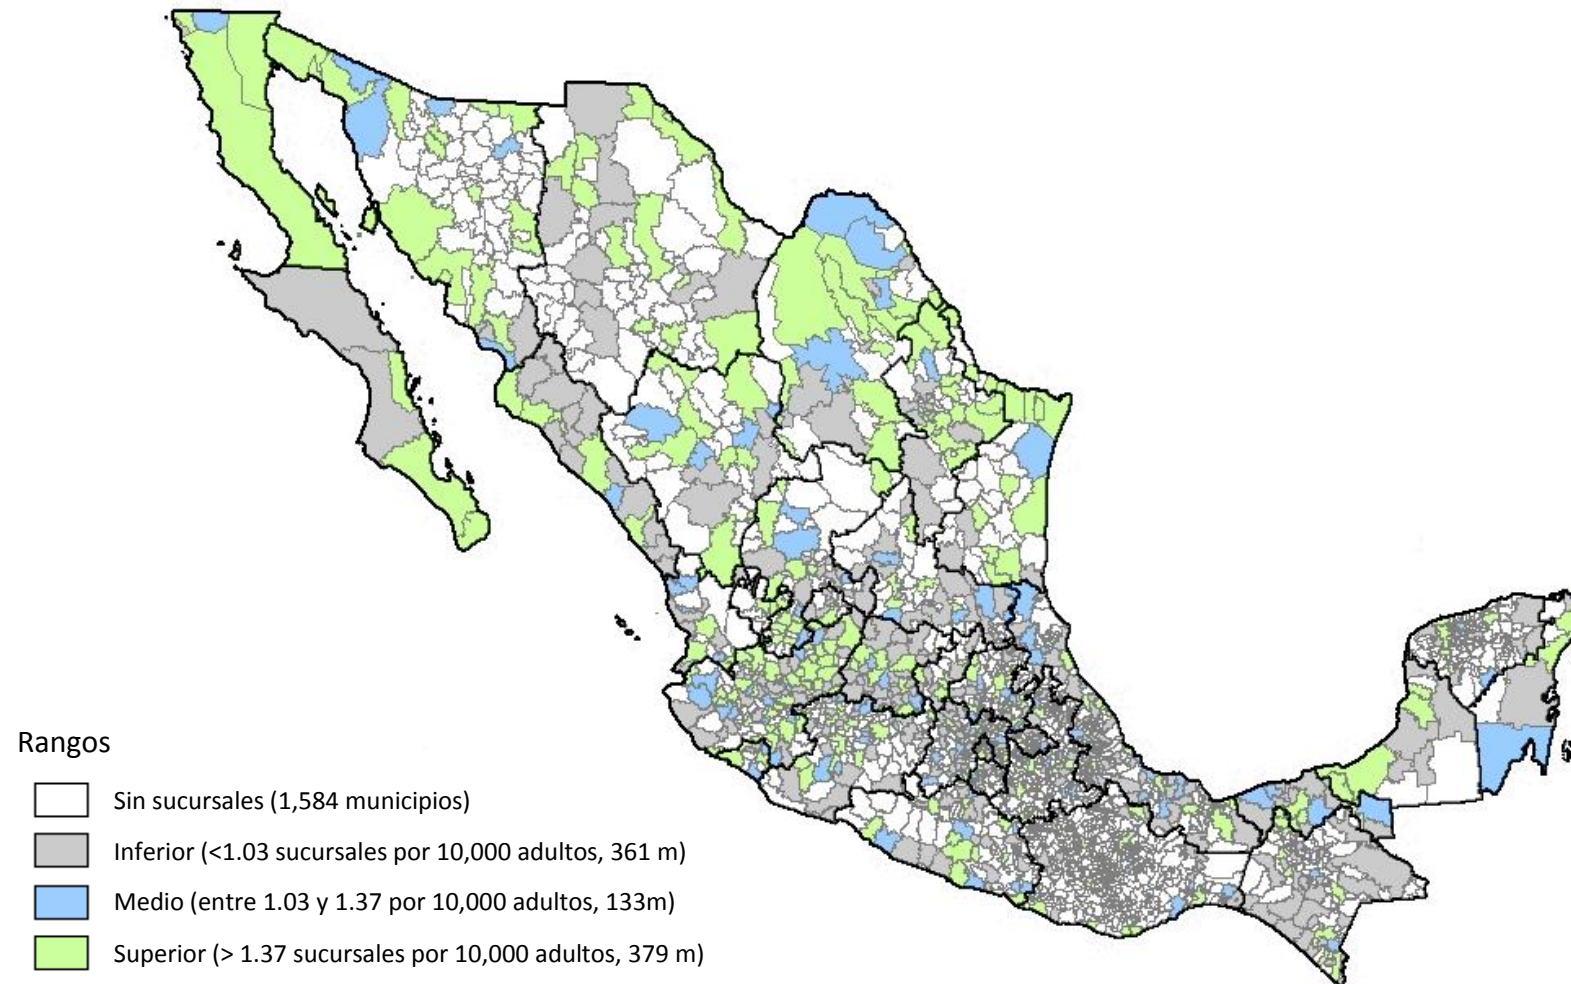 Rangos
Sin sucursales (1,584 municipios)
Inferior (<1.03 sucursales por 10,000 adultos, 361 m)
Medio (entre 1.03 y 1.37 por 10,000 adultos, 133m)
Superior (> 1.37 sucursales por 10,000 adultos, 379 m)